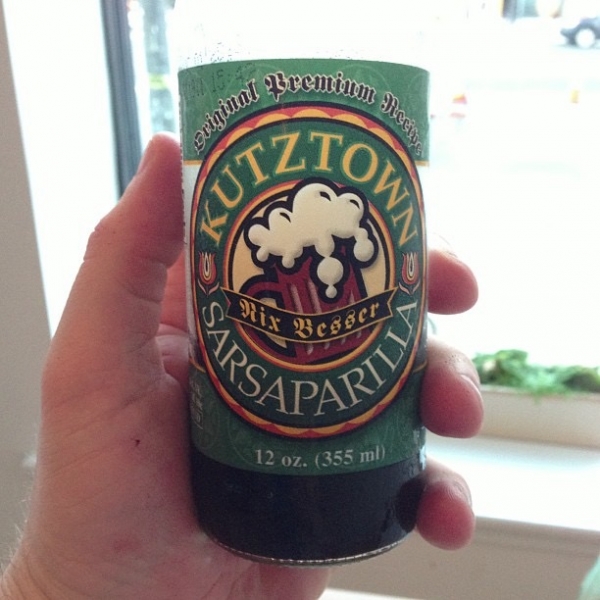 Original Premium Recipe
KUTZTOWN
Nix Besser
SARSAPARILLA
12 oz. (355 ml)